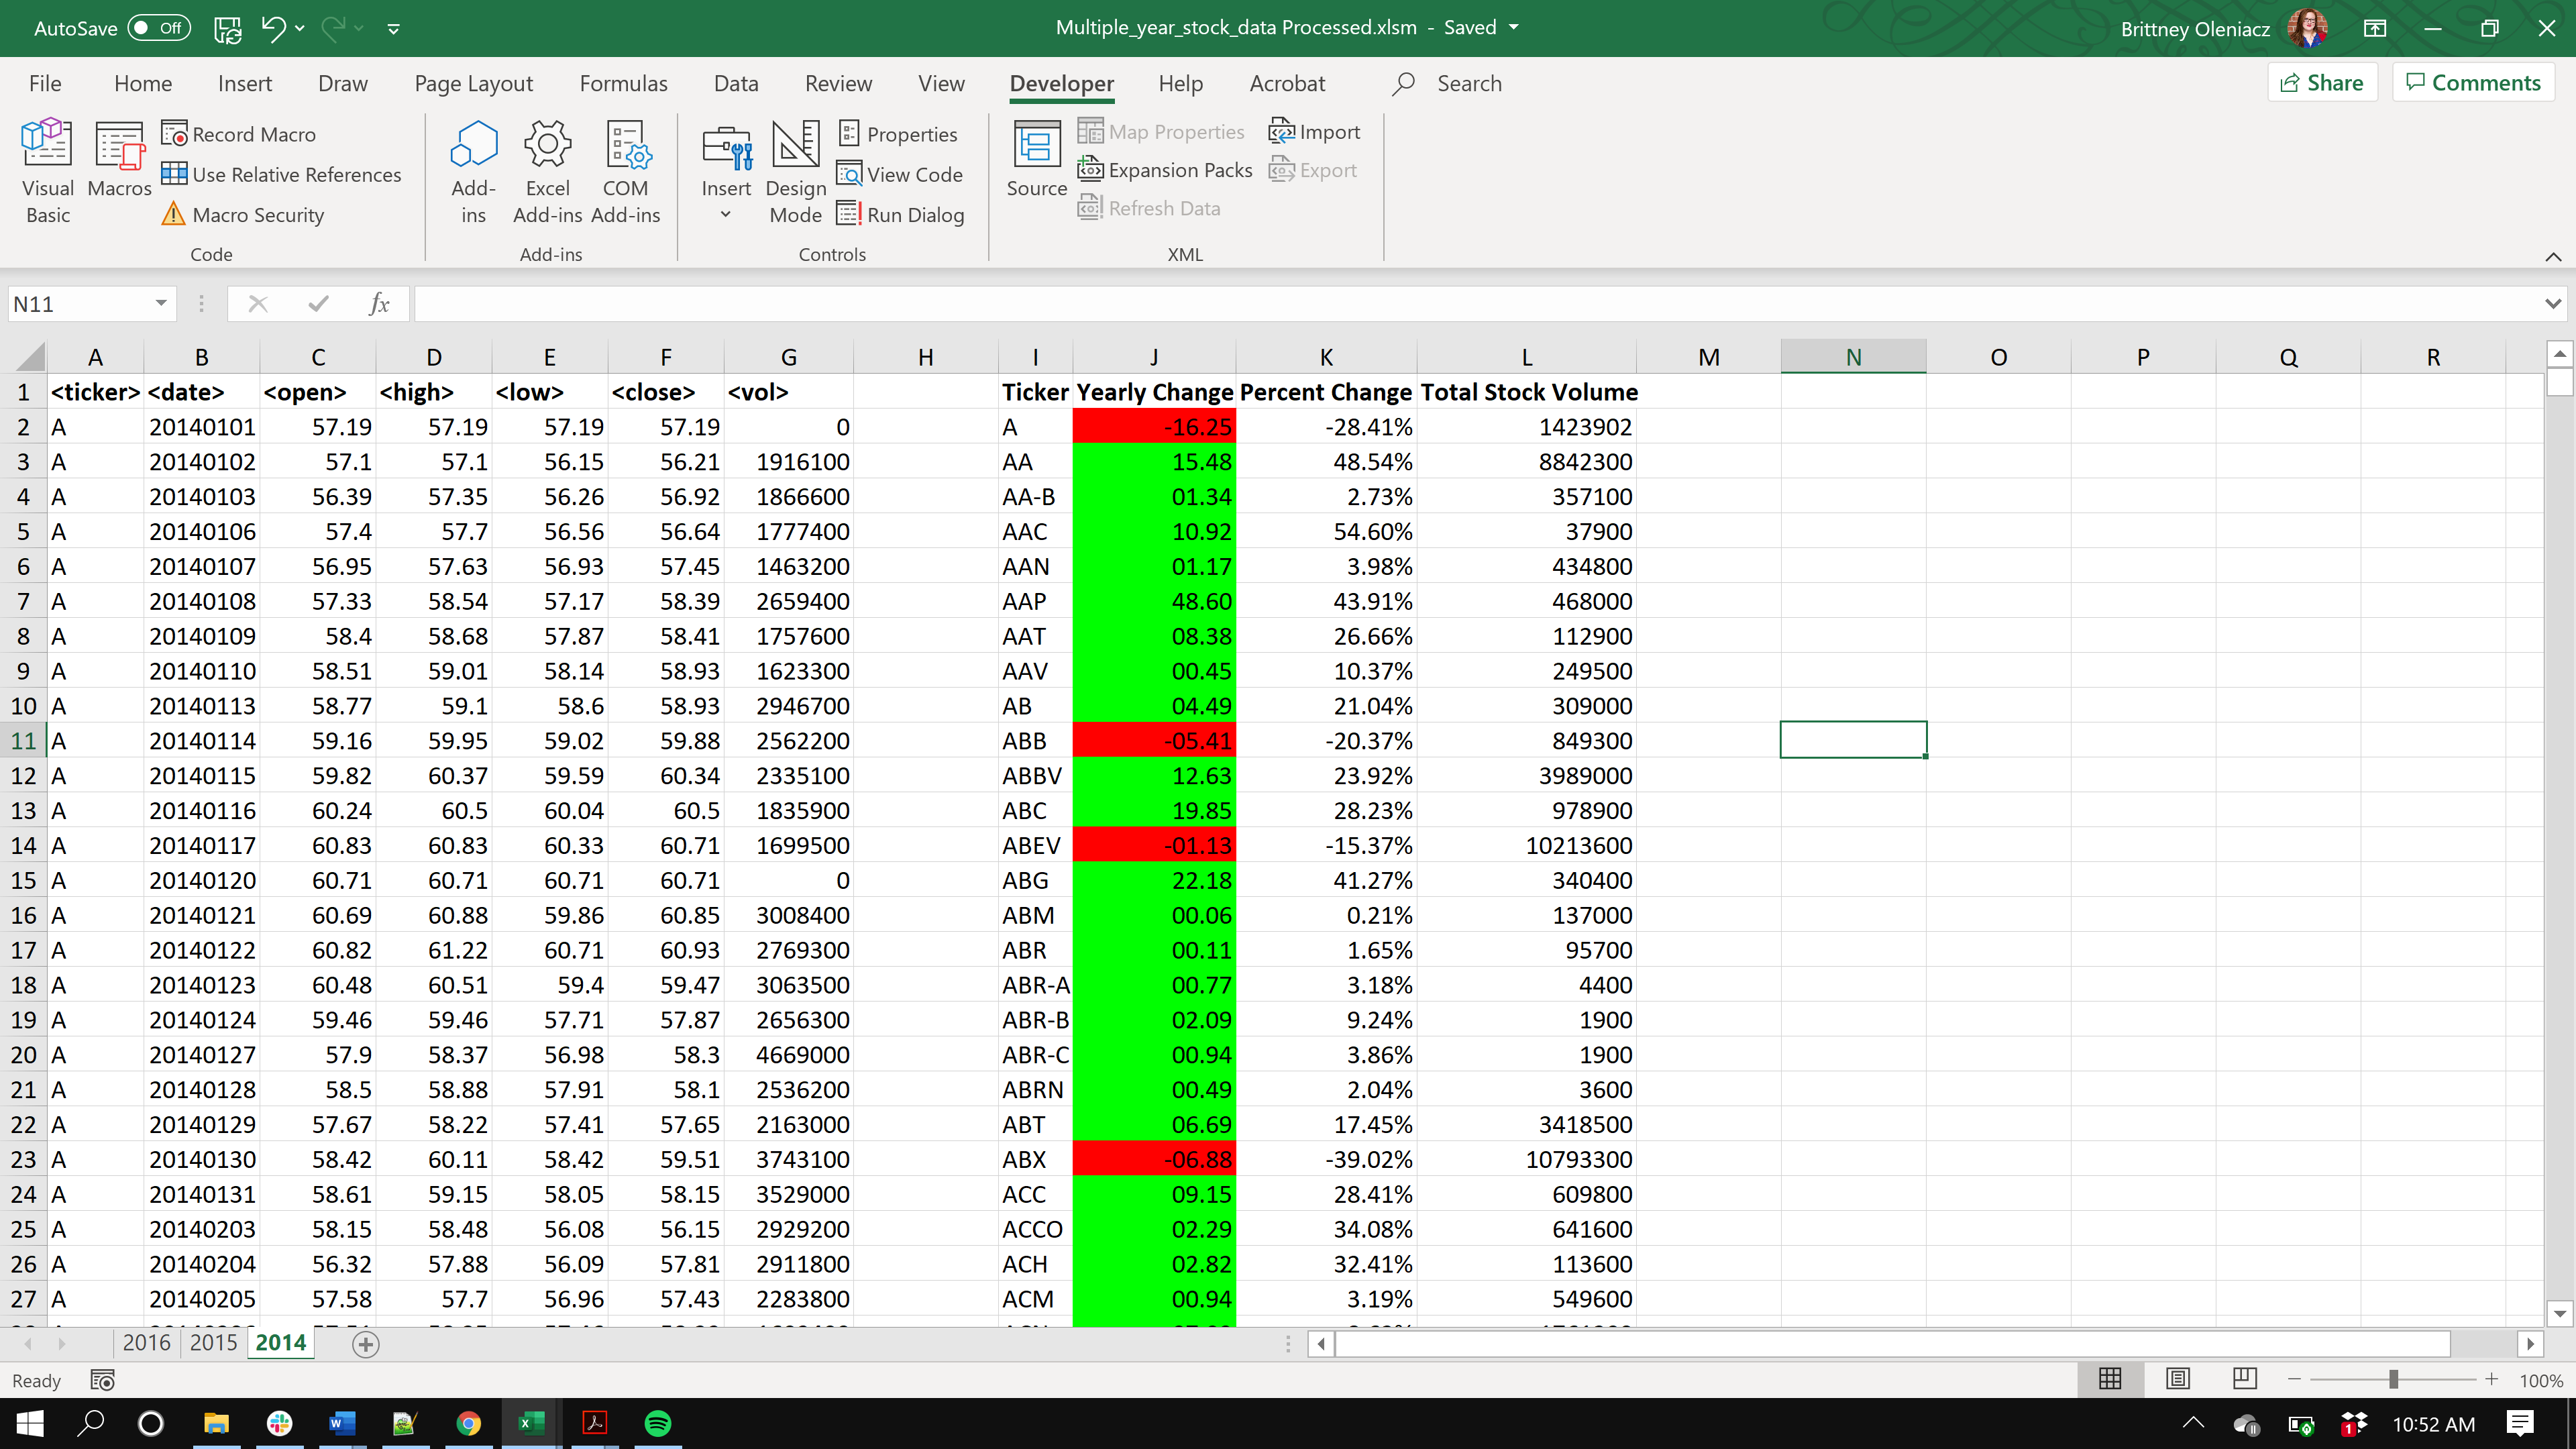 AutoSave Off Multiple_year_stock_data Processed.xlsm - Saved Brittney Oleniacz
File Home Insert Draw Page Layout Formulas Data Review View Developer Help Acrobat Search Share Comments
Visual Basic Macros Record Macro Use Relative References Macro Security
Code
Add-ins Excel Add-ins COM Add-ins
Add-ins
Insert Design Mode Properties View Code Run Dialog
Controls
Source Map Properties Expansion Packs Refresh Data Import Export
XML
N11 fx
A B C D E F G H I J K L M N O P Q R
1 <ticker> <date> <open> <high> <low> <close> <vol> Ticker Yearly Change Percent Change Total Stock Volume
2 A 20140101 57.19 57.19 57.19 57.19 0 A -16.25 -28.41% 1423902
3 A 20140102 57.1 57.1 56.15 56.21 1916100 AA 15.48 48.54% 8842300
4 A 20140103 56.39 57.35 56.26 56.92 1866600 AA-B 01.34 2.73% 357100
5 A 20140106 57.4 57.7 56.56 56.64 1777400 AAC 10.92 54.60% 37900
6 A 20140107 56.95 57.63 56.93 57.45 1463200 AAN 01.17 3.98% 434800
7 A 20140108 57.33 58.54 57.17 58.39 2659400 AAP 48.60 43.91% 468000
8 A 20140109 58.4 58.68 57.87 58.41 1757600 AAT 08.38 26.66% 112900
9 A 20140110 58.51 59.01 58.14 58.93 1623300 AAV 00.45 10.37% 249500
10 A 20140113 58.77 59.1 58.6 58.93 2946700 AB 04.49 21.04% 309000
11 A 20140114 59.16 59.95 59.02 59.88 2562200 ABB -05.41 -20.37% 849300
12 A 20140115 59.82 60.37 59.59 60.34 2335100 ABBV 12.63 23.92% 3989000
13 A 20140116 60.24 60.5 60.04 60.5 1835900 ABC 19.85 28.23% 978900
14 A 20140117 60.83 60.83 60.33 60.71 1699500 ABEV -01.13 -15.37% 10213600
15 A 20140120 60.71 60.71 60.71 60.71 0 ABG 22.18 41.27% 340400
16 A 20140121 60.69 60.88 59.86 60.85 3008400 ABM 00.06 0.21% 137000
17 A 20140122 60.82 61.22 60.71 60.93 2769300 ABR 00.11 1.65% 95700
18 A 20140123 60.48 60.51 59.4 59.47 3063500 ABR-A 00.77 3.18% 4400
19 A 20140124 59.46 59.46 57.71 57.87 2656300 ABR-B 02.09 9.24% 1900
20 A 20140127 57.9 58.37 56.98 58.3 4669000 ABR-C 00.94 3.86% 1900
21 A 20140128 58.5 58.88 57.91 58.1 2536200 ABRN 00.49 2.04% 3600
22 A 20140129 57.67 58.22 57.41 57.65 2163000 ABT 06.69 17.45% 3418500
23 A 20140130 58.42 60.11 58.42 59.51 3743100 ABX -06.88 -39.02% 10793300
24 A 20140131 58.61 59.15 58.05 58.15 3529000 ACC 09.15 28.41% 609800
25 A 20140203 58.15 58.48 56.08 56.15 2929200 ACCO 02.29 34.08% 641600
26 A 20140204 56.32 57.88 56.09 57.81 2911800 ACH 02.82 32.41% 113600
27 A 20140205 57.58 57.7 56.96 57.43 2283800 ACM 00.94 3.19% 549600
2016 2015 2014
Ready 100%
10:52 AM